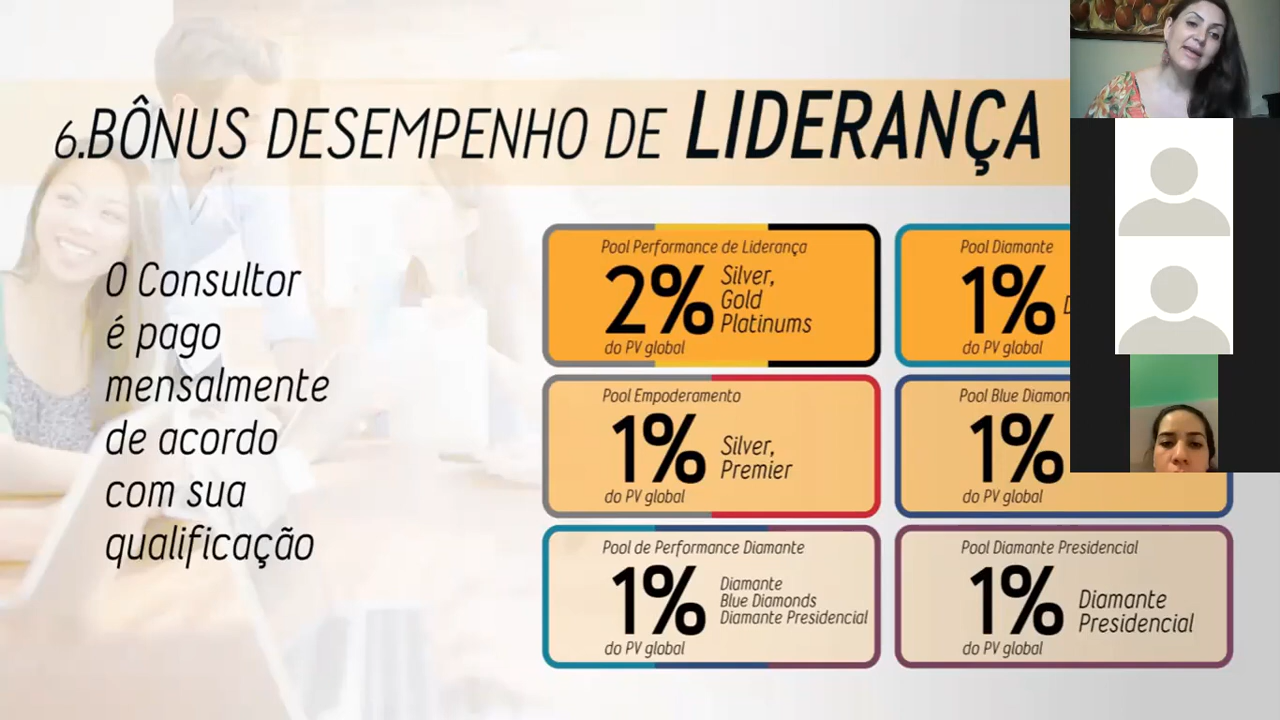 6.BÔNUS DESEMPENHO DE LIDERANÇA
O Consultor
é pago
mensalmente
de acordo
com sua
qualificação
Pool Performance de Liderança
2%
Silver,
Gold
Platinums
do PV global
Pool Diamante
1%
do PV global
Pool Empoderamento
1%
Silver,
Premier
do PV global
Pool Blue Diamon
1%
do PV global
Pool de Performance Diamante
1%
Diamante
Blue Diamonds
Diamante Presidencial
do PV global
Pool Diamante Presidencial
1%
Diamante
Presidencial
do PV global